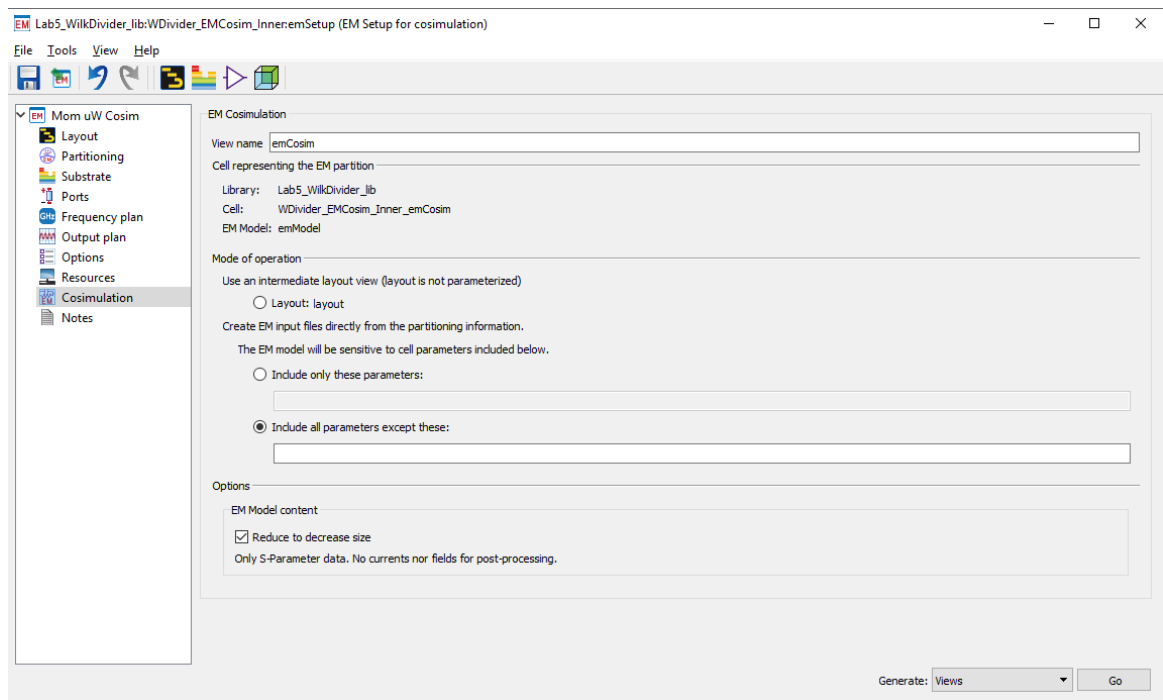 EM Lab5_WilkDivider_lib:WDivider_EMCosim_Inner:emSetup (EM Setup for cosimulation)
File Tools View Help
EM
EM Mom uW Cosim
Layout
Partitioning
Substrate
Ports
GHz Frequency plan
Output plan
Options
Resources
EM Cosimulation
Notes
EM Cosimulation
View name emCosim
Cell representing the EM partition
Library: Lab5_WilkDivider_lib
Cell: WDivider_EMCosim_Inner_emCosim
EM Model: emModel
Mode of operation
Use an intermediate layout view (layout is not parameterized)
Layout: layout
Create EM input files directly from the partitioning information.
The EM model will be sensitive to cell parameters included below.
Include only these parameters:
Include all parameters except these:
Options
EM Model content
Reduce to decrease size
Only S-Parameter data. No currents nor fields for post-processing.
Generate: Views Go